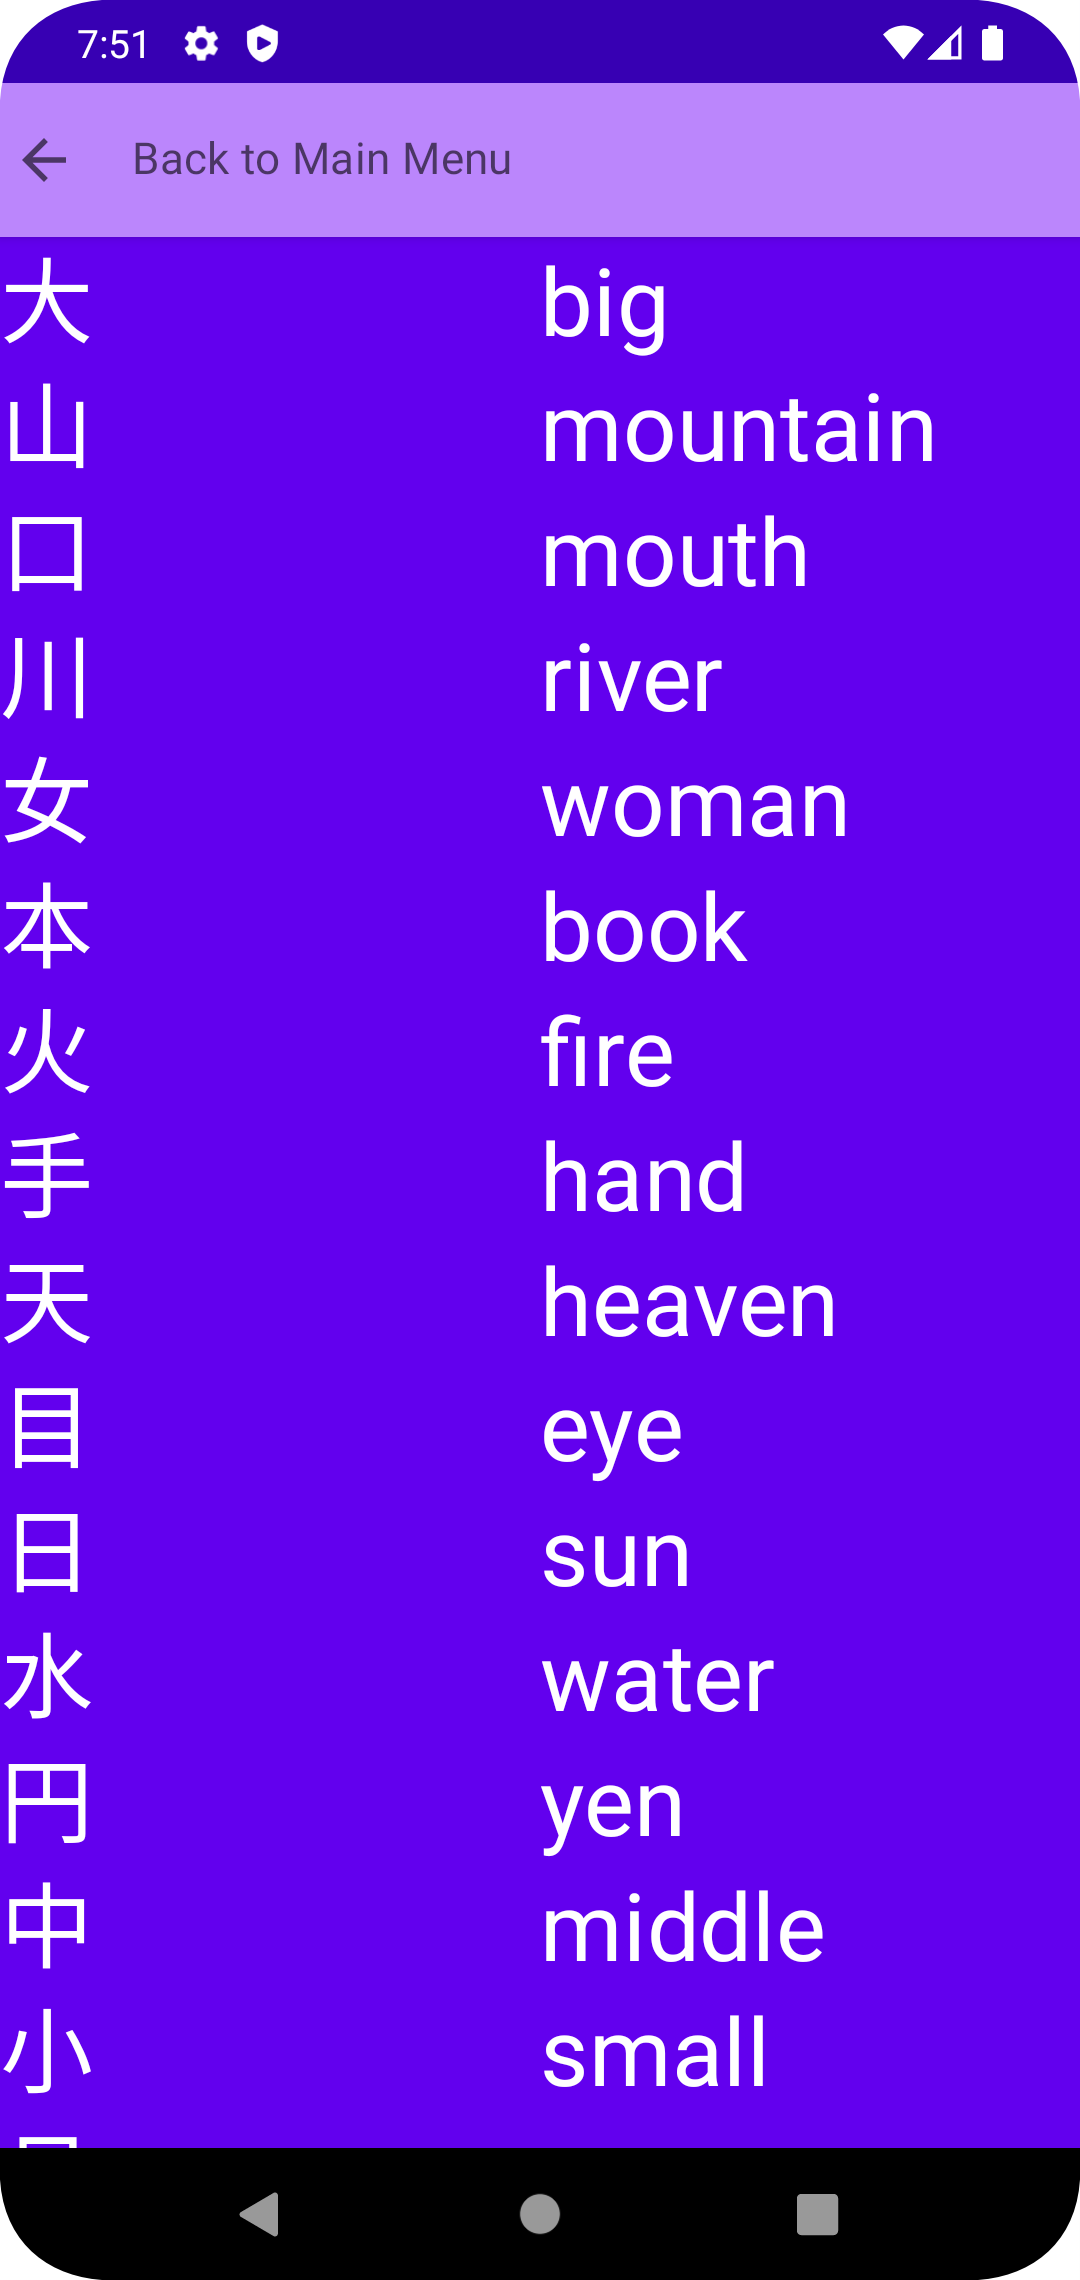 7:51
Back to Main Menu
大 big
山 mountain
口 mouth
川 river
女 woman
本 book
火 fire
手 hand
天 heaven
目 eye
日 sun
水 water
円 yen
中 middle
小 small